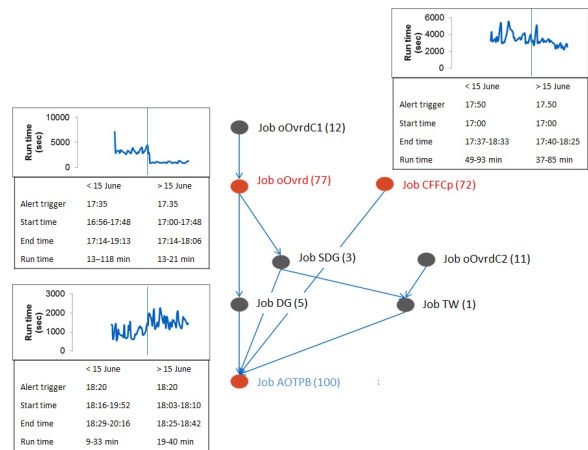 6000
4000
2000
0
Run time
(sec)
< 15 June > 15 June
Alert trigger 17:50 17.50
Start time 17:00 17:00
End time 17:37-18:33 17:40-18:25
Run time 49-93 min 37-85 min
10000
5000
0
Run time
(sec)
< 15 June > 15 June
Alert trigger 17:35 17.35
Start time 16:56-17:48 17:00-17:48
End time 17:14-19:13 17:14-18:06
Run time 13–118 min 13-21 min
3000
2000
1000
0
Run time
(sec)
< 15 June > 15 June
Alert trigger 18:20 18:20
Start time 18:16-19:52 18:03-18:10
End time 18:29-20:16 18:25-18:42
Run time 9-33 min 19-40 min
Job oOvrdC1 (12)
Job oOvrd (77)
Job CFFCp (72)
Job SDG (3)
Job oOvrdC2 (11)
Job DG (5)
Job TW (1)
Job AOTPB (100)
: